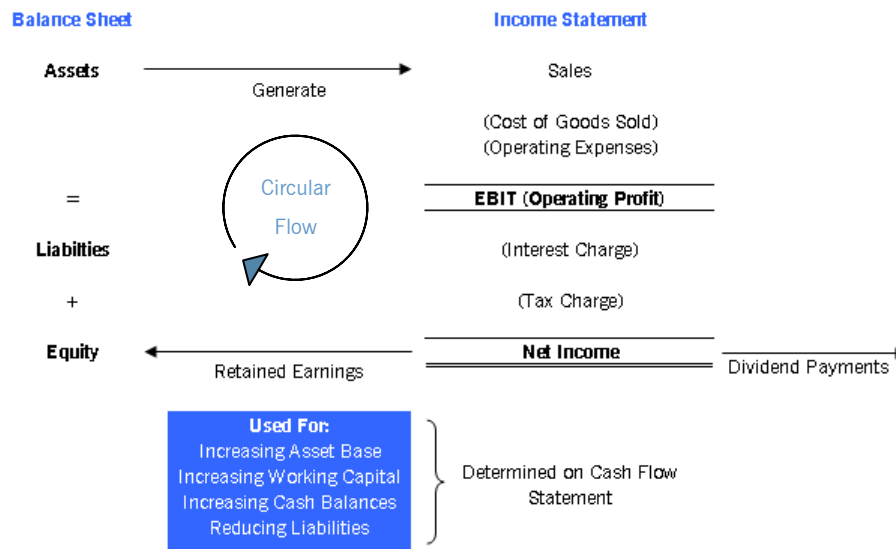 Balance Sheet
Income Statement
Assets
Generate
Sales
(Cost of Goods Sold)
(Operating Expenses)
Circular
Flow
=
EBIT (Operating Profit)
Liabilties
(Interest Charge)
+
(Tax Charge)
Equity
Retained Earnings
Net Income
Dividend Payments
Used For:
Increasing Asset Base
Increasing Working Capital
Increasing Cash Balances
Reducing Liabilities
Determined on Cash Flow
Statement